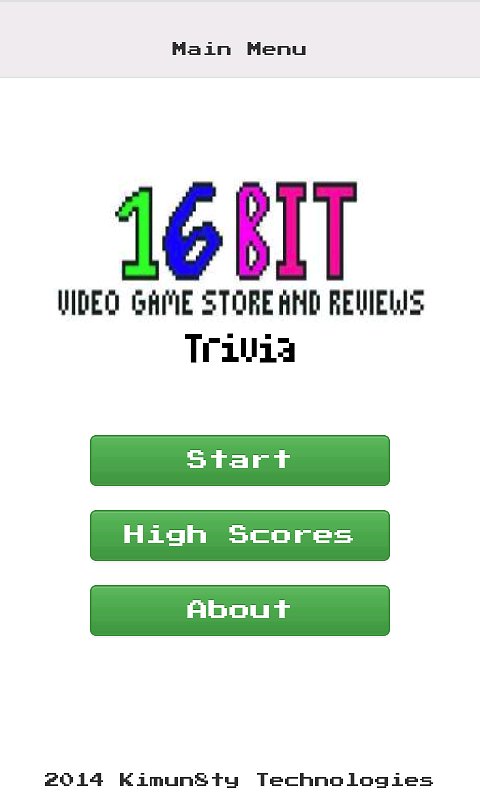 Main Menu
16 BIT
VIDEO GAME STORE AND REVIEWS
Trivia
Start
High Scores
About
2014 Kimun8ty Technologies